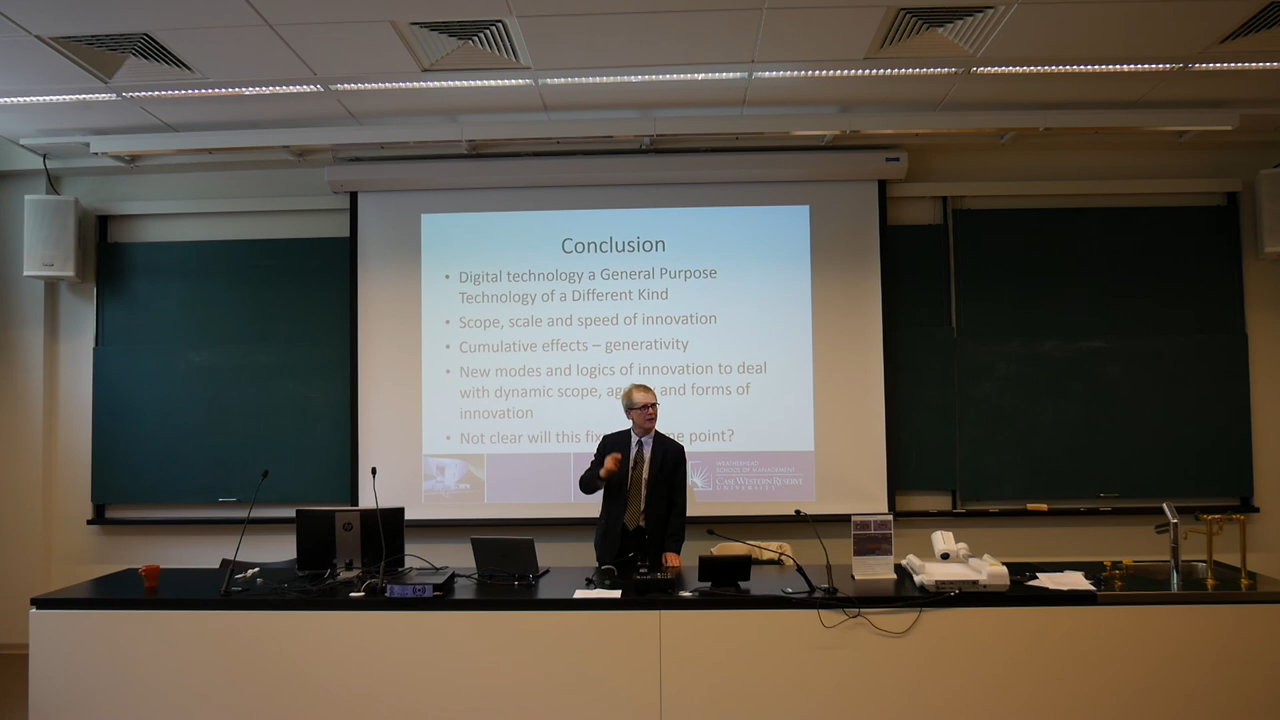 Conclusion
• Digital technology a General Purpose
Technology of a Different Kind
• Scope, scale and speed of innovation
• Cumulative effects – generativity
• New modes and logics of innovation to deal
with dynamic scope, and forms of
innovation
• Not clear will this point?
WEATHERHEAD
SCHOOL OF MANAGEMENT
CASE WESTERN RESERVE
UNIVERSITY
hp